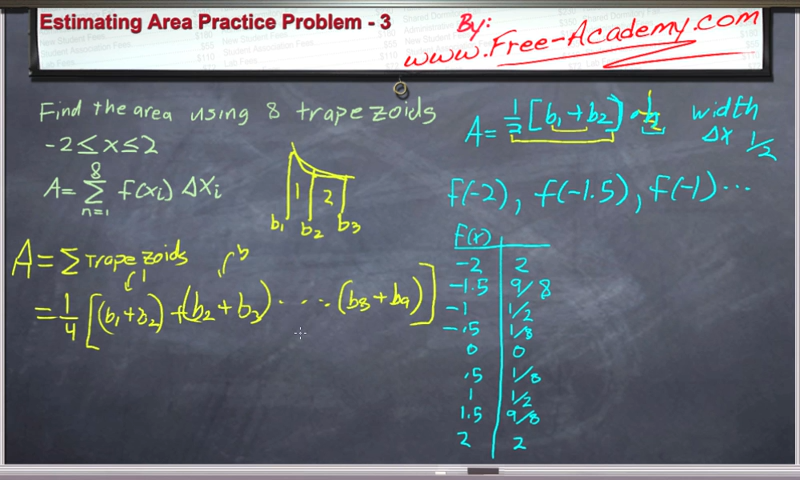 Estimating Area Practice Problem - 3
By:
www.Free-Academy.com
Find the area using 8 trapezoids
-2 ≤ x ≤ 2
A = 8 Σ n=1 f(xi) Δxi
1 2
b1 b2 b3
A = Σ Trapezoids
1 b
= 1/4 [(b1+b2) + (b2+b3) ..... (b8+b9)]
A = 1/2 [b1 + b2] width
Δx 1/2
f(-2), f(-1.5), f(-1) ...
f(x)
-2 2
-1.5 9/8
-1 1/2
-.5 1/8
0 0
.5 1/8
1 1/2
1.5 9/8
2 2